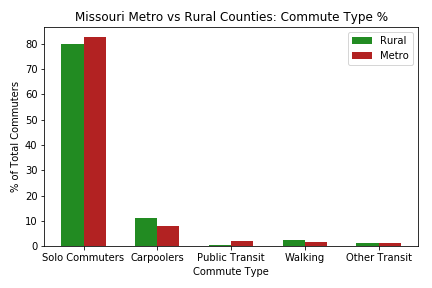 Missouri Metro vs Rural Counties: Commute Type %
Rural
Metro
% of Total Commuters
80
70
60
50
40
30
20
10
0
Solo Commuters Carpoolers Public Transit Walking Other Transit
Commute Type